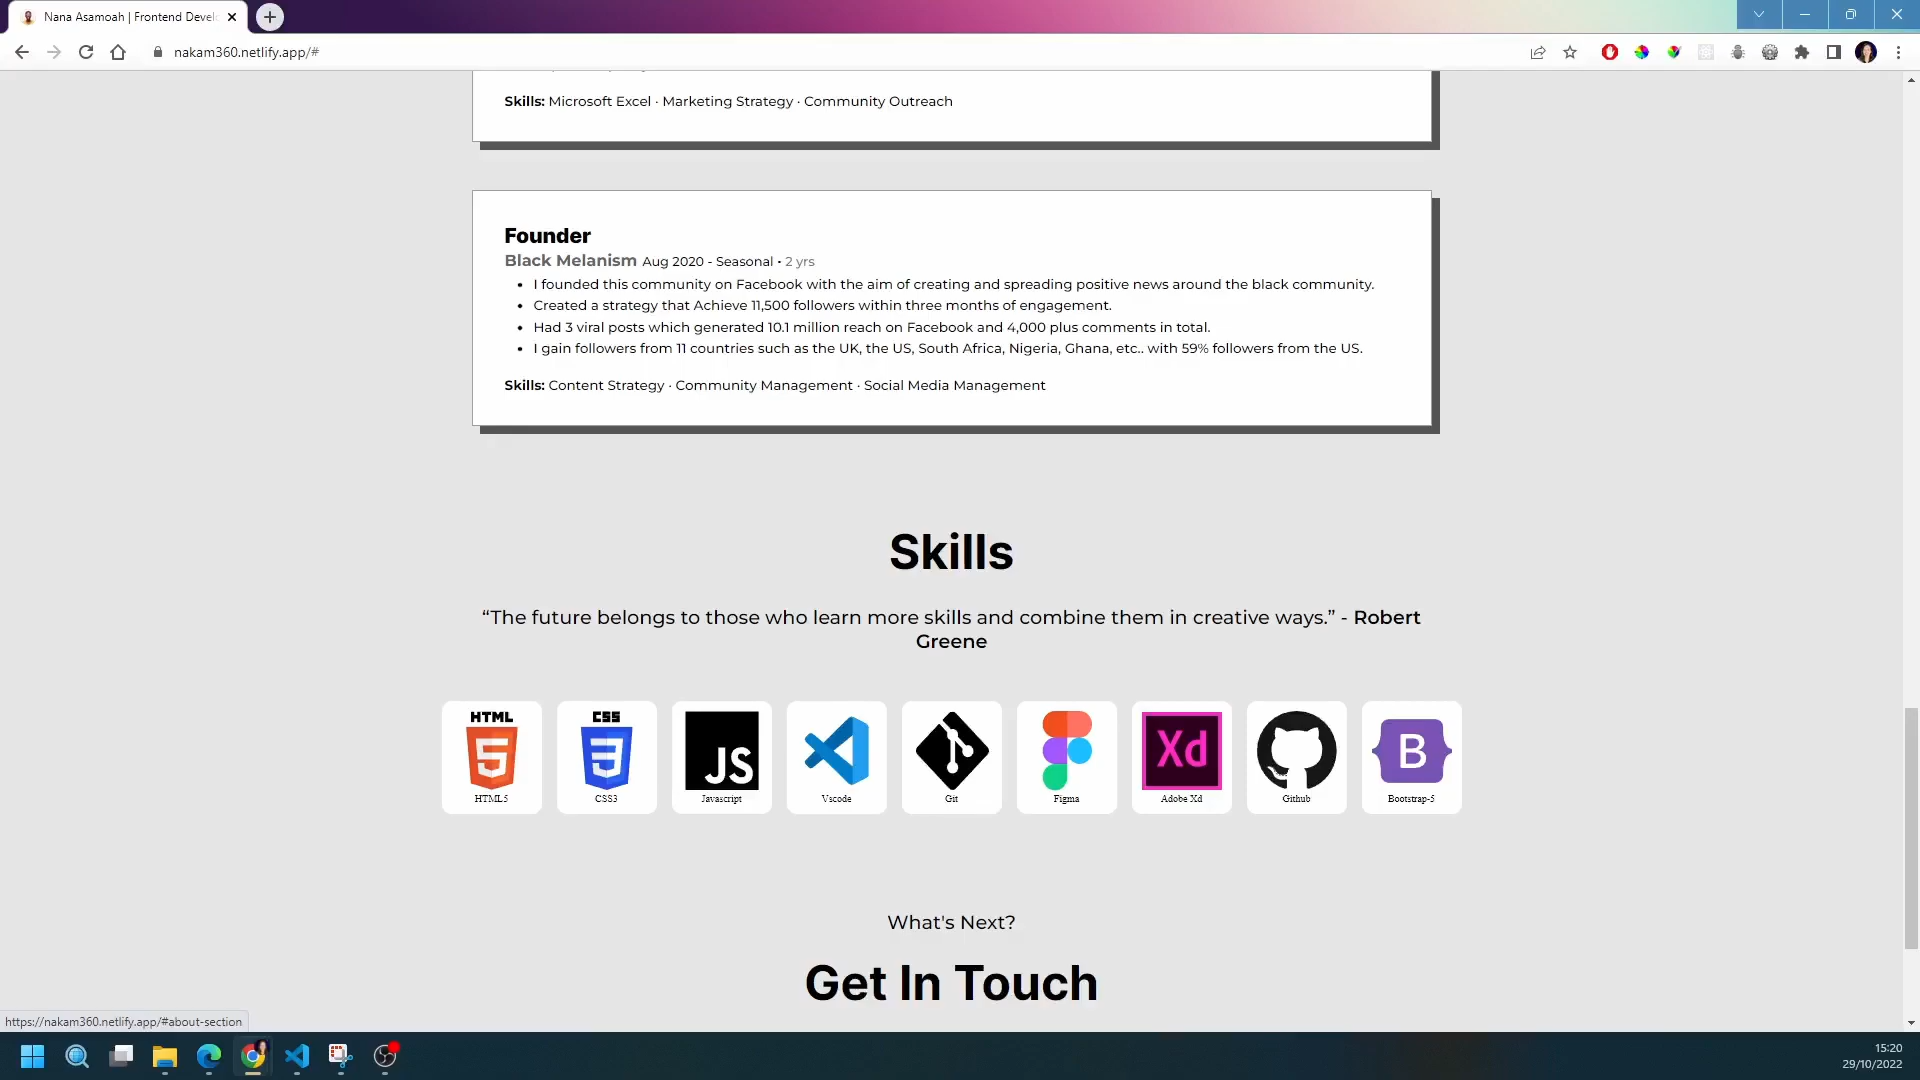 Nana Asamoah | Frontend Develo
nakam360.netlify.app/#
Skills: Microsoft Excel · Marketing Strategy · Community Outreach
Founder
Black Melanism Aug 2020 - Seasonal • 2 yrs
• I founded this community on Facebook with the aim of creating and spreading positive news around the black community.
• Created a strategy that Achieve 11,500 followers within three months of engagement.
• Had 3 viral posts which generated 10.1 million reach on Facebook and 4,000 plus comments in total.
• I gain followers from 11 countries such as the UK, the US, South Africa, Nigeria, Ghana, etc.. with 59% followers from the US.
Skills: Content Strategy · Community Management · Social Media Management
Skills
“The future belongs to those who learn more skills and combine them in creative ways.” - Robert
Greene
HTML CSS
5 3 JS Xd B
HTML5 CSS3 Javascript Vscode Git Figma Adobe Xd Github Bootstrap-5
What's Next?
Get In Touch
https://nakam360.netlify.app/#about-section
15:20
29/10/2022